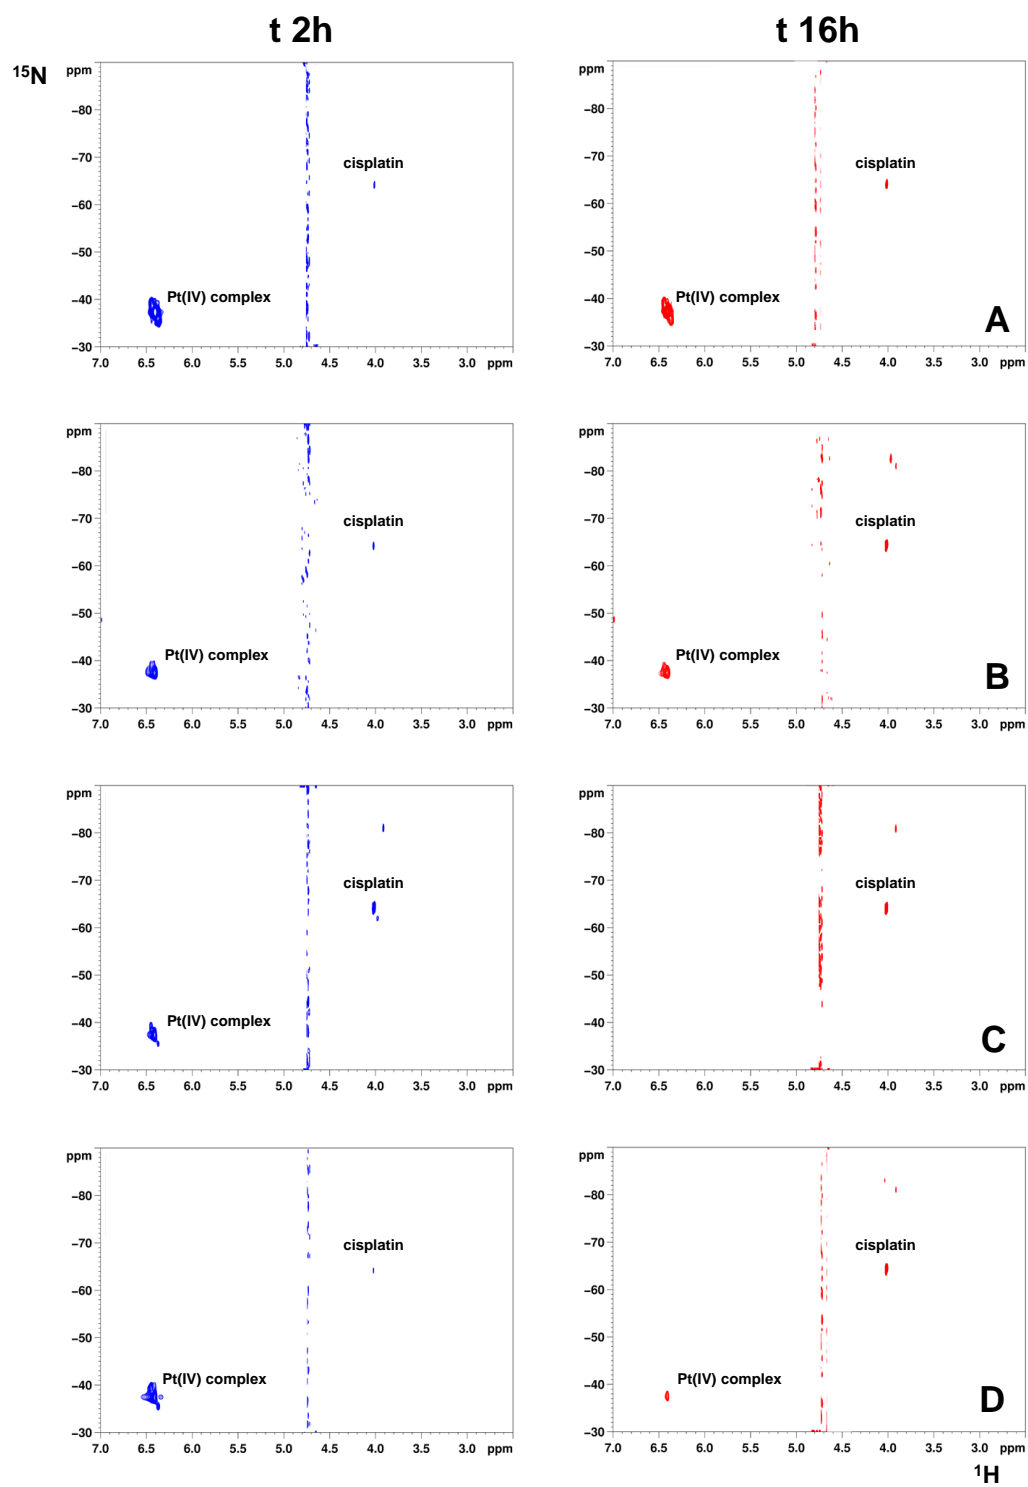 t 2h t 16h
15N
ppm ppm
−80 −80
cisplatin cisplatin
−70 −70
−60 −60
−50 −50
−40 Pt(IV) complex −40 Pt(IV) complex
A
−30 −30
7.0 6.5 6.0 5.5 5.0 4.5 4.0 3.5 3.0 ppm 7.0 6.5 6.0 5.5 5.0 4.5 4.0 3.5 3.0 ppm
ppm ppm
−80 −80
−70 −70
cisplatin cisplatin
−60 −60
−50 −50
−40 Pt(IV) complex −40 Pt(IV) complex
B
−30 −30
7.0 6.5 6.0 5.5 5.0 4.5 4.0 3.5 3.0 ppm 7.0 6.5 6.0 5.5 5.0 4.5 4.0 3.5 3.0 ppm
ppm ppm
−80 −80
−70 −70
cisplatin cisplatin
−60 −60
−50 −50
−40 Pt(IV) complex −40
C
−30 −30
7.0 6.5 6.0 5.5 5.0 4.5 4.0 3.5 3.0 ppm 7.0 6.5 6.0 5.5 5.0 4.5 4.0 3.5 3.0 ppm
ppm ppm
−80 −80
−70 −70
cisplatin cisplatin
−60 −60
−50 −50
−40 Pt(IV) complex −40 Pt(IV) complex
D
−30 −30
7.0 6.5 6.0 5.5 5.0 4.5 4.0 3.5 3.0 ppm 7.0 6.5 6.0 5.5 5.0 4.5 4.0 3.5 3.0 ppm
1H